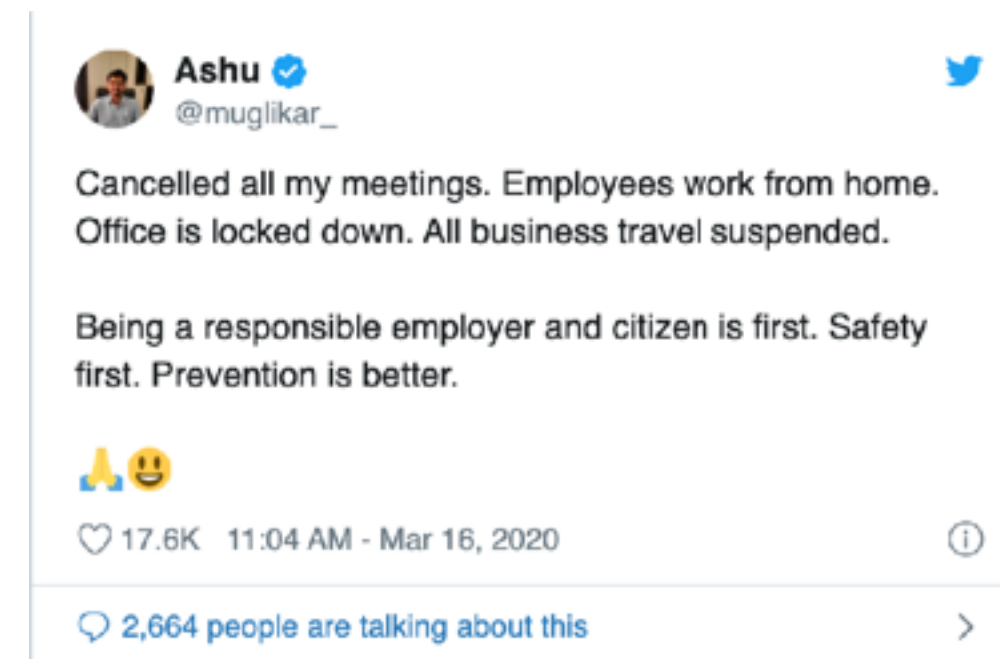 Ashu
@muglikar_
Cancelled all my meetings. Employees work from home.
Office is locked down. All business travel suspended.
Being a responsible employer and citizen is first. Safety
first. Prevention is better.
🙏😃
17.6K 11:04 AM - Mar 16, 2020
2,664 people are talking about this